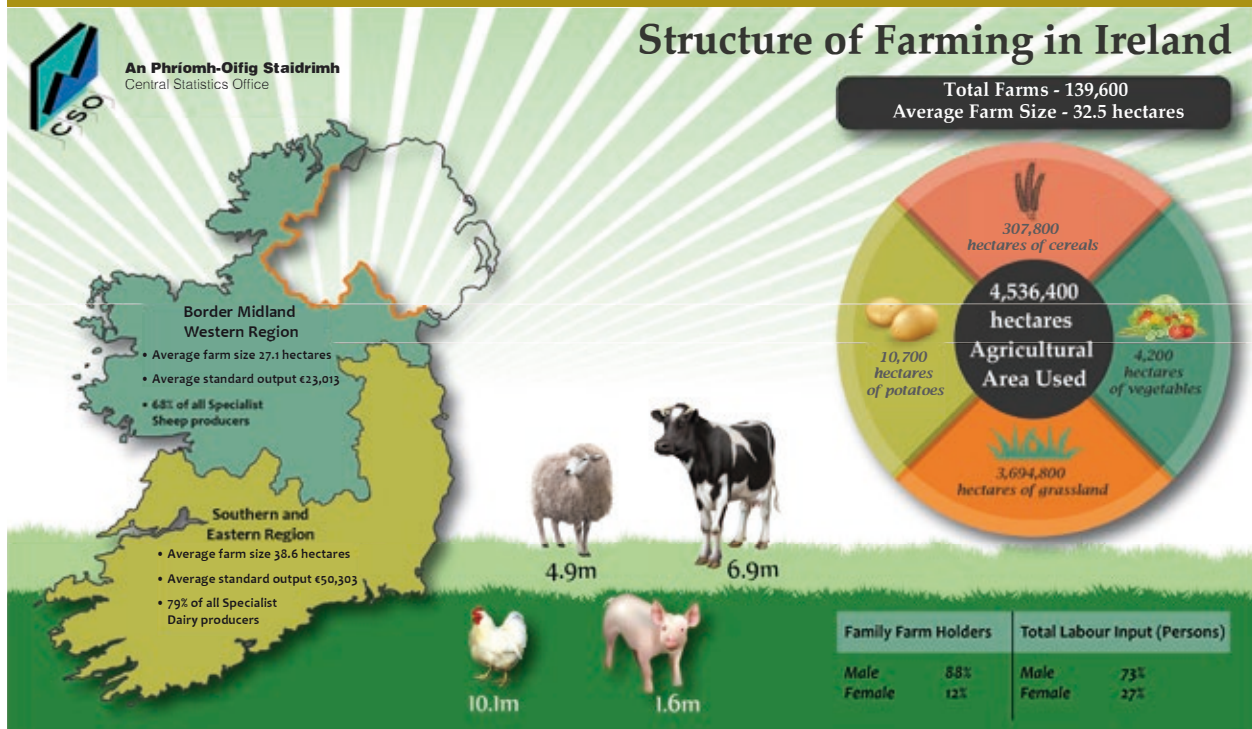 Structure of Farming in Ireland
An Phríomh-Oifig Staidrimh
Central Statistics Office
CSO
Total Farms - 139,600
Average Farm Size - 32.5 hectares
307,800
hectares of cereals
10,700
hectares
of potatoes
4,536,400
hectares
Agricultural
Area Used
4,200
hectares
of vegetables
3,694,800
hectares of grassland
Border Midland
Western Region
• Average farm size 27.1 hectares
• Average standard output €23,013
• 68% of all Specialist
Sheep producers
Southern and
Eastern Region
• Average farm size 38.6 hectares
• Average standard output €50,303
• 79% of all Specialist
Dairy producers
4.9m
6.9m
10.1m
1.6m
Family Farm Holders
Male 88%
Female 12%
Total Labour Input (Persons)
Male 73%
Female 27%